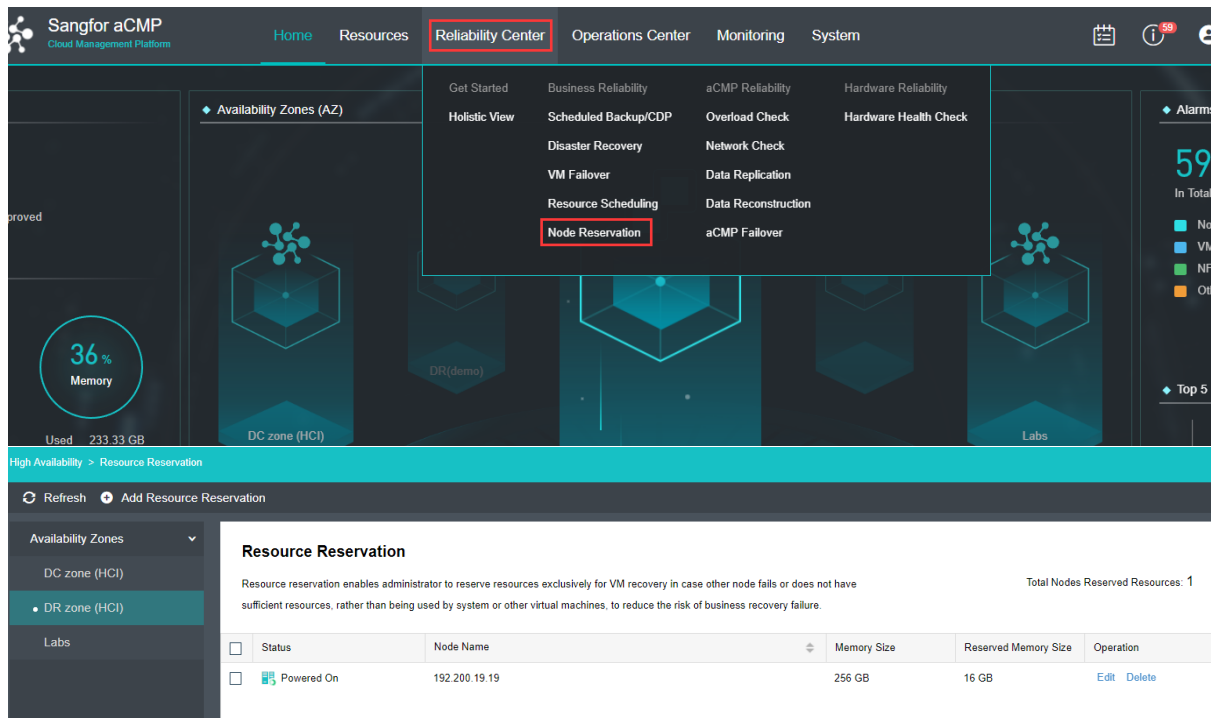 Sangfor aCMP
Cloud Management Platform
Home Resources Reliability Center Operations Center Monitoring System
59
Get Started Business Reliability aCMP Reliability Hardware Reliability
Holistic View Scheduled Backup/CDP Overload Check Hardware Health Check
Disaster Recovery Network Check
VM Failover Data Replication
Resource Scheduling Data Reconstruction
Node Reservation aCMP Failover
Availability Zones (AZ)
Alarms
59
In Total
proved
No
VM
NF
Oth
36 %
Memory
DR(demo)
Top 5
Used 233.33 GB
DC zone (HCI)
Labs
High Availability > Resource Reservation
Refresh Add Resource Reservation
Availability Zones
DC zone (HCI)
DR zone (HCI)
Labs
Resource Reservation
Resource reservation enables administrator to reserve resources exclusively for VM recovery in case other node fails or does not have
sufficient resources, rather than being used by system or other virtual machines, to reduce the risk of business recovery failure.
Total Nodes Reserved Resources: 1
Status Node Name Memory Size Reserved Memory Size Operation
Powered On 192.200.19.19 256 GB 16 GB Edit Delete